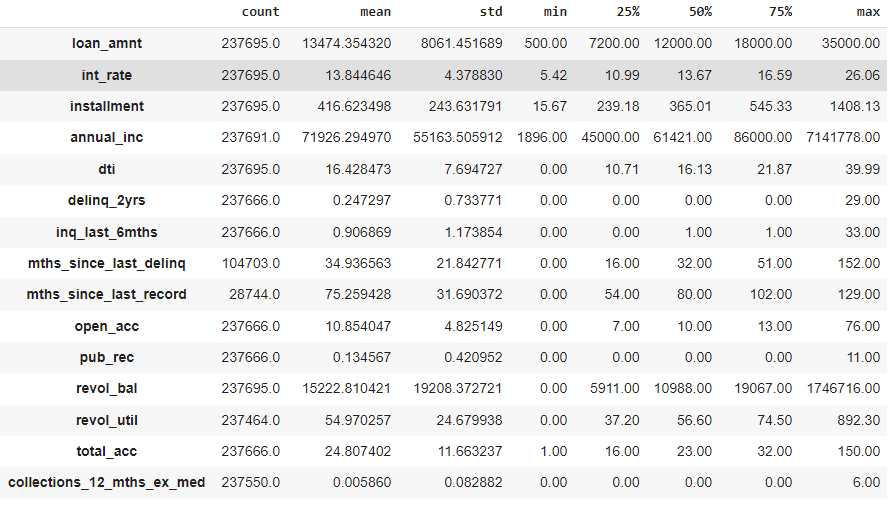 count mean std min 25% 50% 75% max
loan_amnt 237695.0 13474.354320 8061.451689 500.00 7200.00 12000.00 18000.00 35000.00
int_rate 237695.0 13.844646 4.378830 5.42 10.99 13.67 16.59 26.06
installment 237695.0 416.623498 243.631791 15.67 239.18 365.01 545.33 1408.13
annual_inc 237691.0 71926.294970 55163.505912 1896.00 45000.00 61421.00 86000.00 7141778.00
dti 237695.0 16.428473 7.694727 0.00 10.71 16.13 21.87 39.99
delinq_2yrs 237666.0 0.247297 0.733771 0.00 0.00 0.00 0.00 29.00
inq_last_6mths 237666.0 0.906869 1.173854 0.00 0.00 1.00 1.00 33.00
mths_since_last_delinq 104703.0 34.936563 21.842771 0.00 16.00 32.00 51.00 152.00
mths_since_last_record 28744.0 75.259428 31.690372 0.00 54.00 80.00 102.00 129.00
open_acc 237666.0 10.854047 4.825149 0.00 7.00 10.00 13.00 76.00
pub_rec 237666.0 0.134567 0.420952 0.00 0.00 0.00 0.00 11.00
revol_bal 237695.0 15222.810421 19208.372721 0.00 5911.00 10988.00 19067.00 1746716.00
revol_util 237464.0 54.970257 24.679938 0.00 37.20 56.60 74.50 892.30
total_acc 237666.0 24.807402 11.663237 1.00 16.00 23.00 32.00 150.00
collections_12_mths_ex_med 237550.0 0.005860 0.082882 0.00 0.00 0.00 0.00 6.00